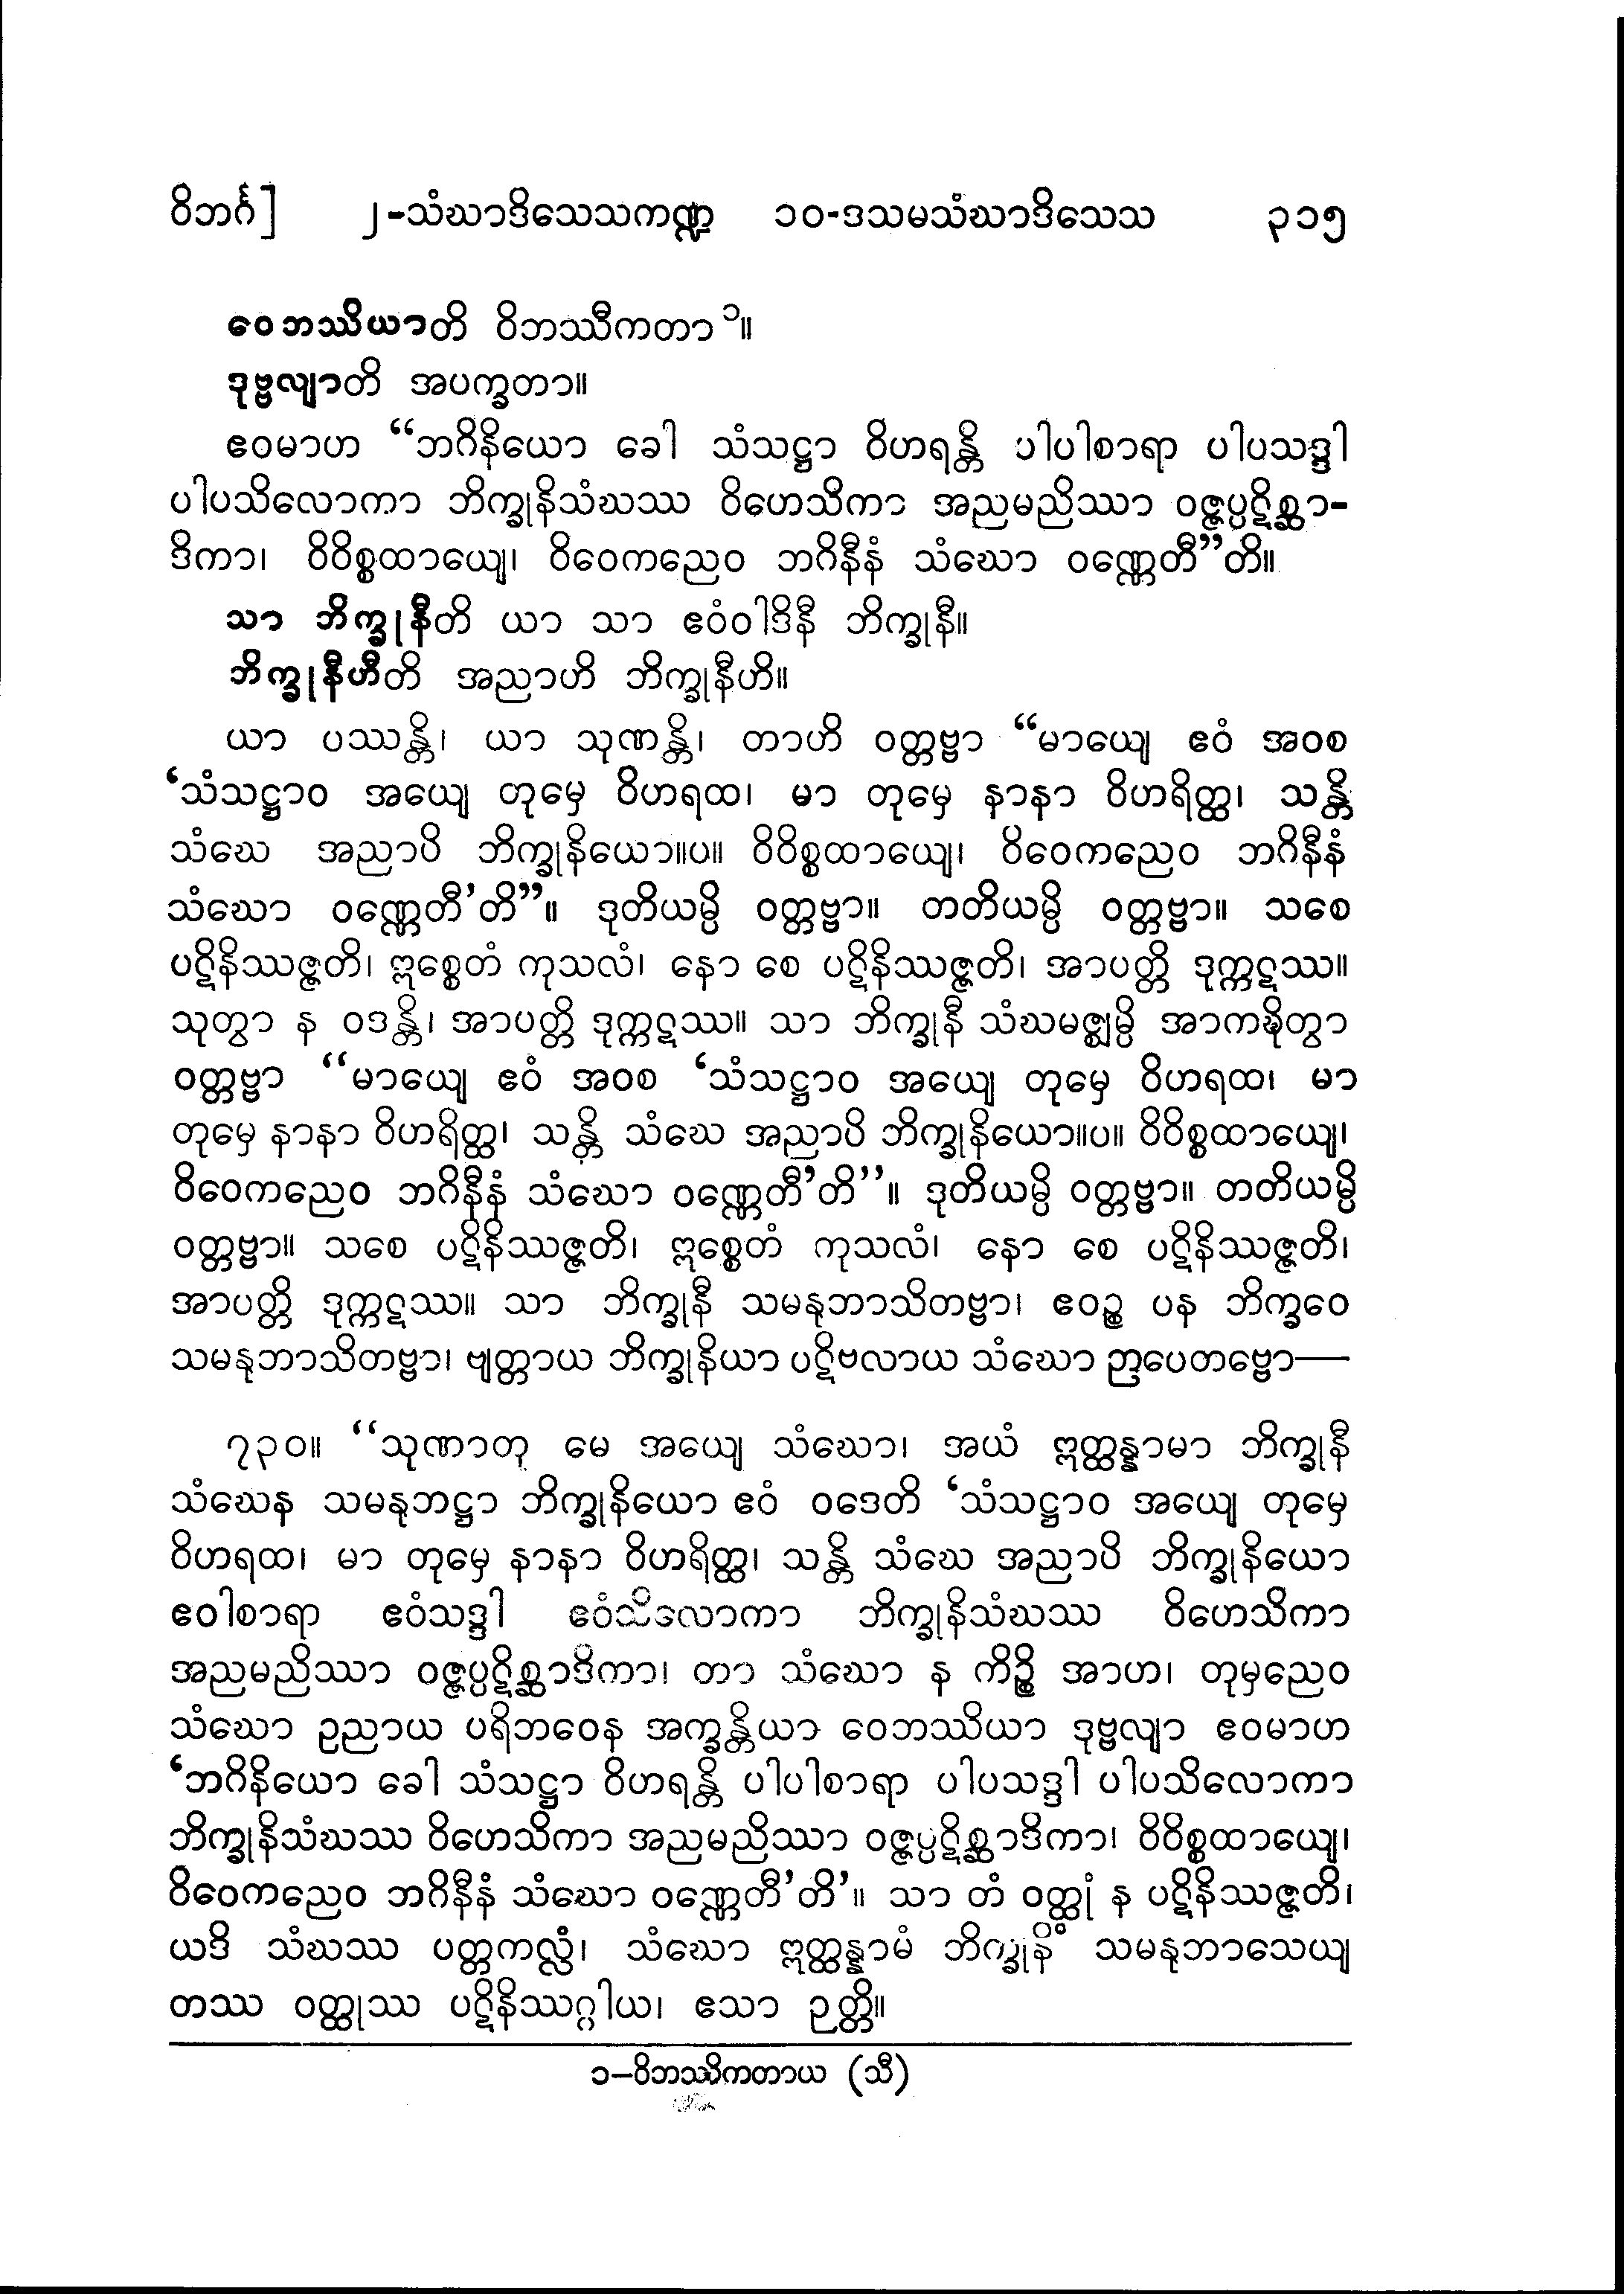 ဝိဘင်္ဂ] ၂-သံဃာဒိသေသကဏ္ဍ ၁၀-ဒသမသံဃာဒိသေသ ၃၁၅
ဝေဘဿိယာတိ ဝိဘဿီကတာ ၁။
ဒုဗ္ဗလျာတိ အပက္ခတာ။
ဧဝမာဟ “ဘဂိနိယော ခေါ သံသဋ္ဌာ ဝိဟရန္တိ ပါပါစာရာ ပါပသဒ္ဒါ
ပါပသိလောကာ ဘိက္ခုနိသံဃဿ ဝိဟေသိကာ အညမညိဿာ ဝဇ္ဇပ္ပဋိစ္ဆာ-
ဒိကာ၊ ဝိဝိစ္စထာယျေ၊ ဝိဝေကညေဝ ဘဂိနီနံ သံဃော ဝဏ္ဏေတီ”တိ။
သာ ဘိက္ခုနီတိ ယာ သာ ဧဝံဝါဒိနီ ဘိက္ခုနီ။
ဘိက္ခုနီဟီတိ အညာဟိ ဘိက္ခုနီဟိ။
ယာ ပဿန္တိ၊ ယာ သုဏန္တိ၊ တာဟိ ဝတ္တဗ္ဗာ “မာယျေ ဧဝံ အဝစ
‘သံသဋ္ဌာဝ အယျေ တုမှေ ဝိဟရထ၊ မာ တုမှေ နာနာ ဝိဟရိတ္ထ၊ သန္တိ
သံဃေ အညာပိ ဘိက္ခုနိယော။ပ။ ဝိဝိစ္စထာယျေ၊ ဝိဝေကညေဝ ဘဂိနီနံ
သံဃော ဝဏ္ဏေတီ’တိ”။ ဒုတိယမ္ပိ ဝတ္တဗ္ဗာ။ တတိယမ္ပိ ဝတ္တဗ္ဗာ။ သစေ
ပဋိနိဿဇ္ဇတိ၊ ဣစ္စေတံ ကုသလံ၊ နော စေ ပဋိနိဿဇ္ဇတိ၊ အာပတ္တိ ဒုက္ကဋဿ။
သုတွာ န ဝဒန္တိ၊ အာပတ္တိ ဒုက္ကဋဿ။ သာ ဘိက္ခုနီ သံဃမဇ္ဈမ္ပိ အာကဍ္ဎိတွာ
ဝတ္တဗ္ဗာ “မာယျေ ဧဝံ အဝစ ‘သံသဋ္ဌာဝ အယျေ တုမှေ ဝိဟရထ၊ မာ
တုမှေ နာနာ ဝိဟရိတ္ထ၊ သန္တိ သံဃေ အညာပိ ဘိက္ခုနိယော။ပ။ ဝိဝိစ္စထာယျေ၊
ဝိဝေကညေဝ ဘဂိနီနံ သံဃော ဝဏ္ဏေတီ’တိ’’။ ဒုတိယမ္ပိ ဝတ္တဗ္ဗာ။ တတိယမ္ပိ
ဝတ္တဗ္ဗာ။ သစေ ပဋိနိဿဇ္ဇတိ၊ ဣစ္စေတံ ကုသလံ၊ နော စေ ပဋိနိဿဇ္ဇတိ၊
အာပတ္တိ ဒုက္ကဋဿ။ သာ ဘိက္ခုနီ သမနုဘာသိတဗ္ဗာ၊ ဧဝဉ္စ ပန ဘိက္ခဝေ
သမနုဘာသိတဗ္ဗာ၊ ဗျတ္တာယ ဘိက္ခုနိယာ ပဋိဗလာယ သံဃော ဉာပေတဗ္ဗော—
၇၃၀။ “သုဏာတု မေ အယျေ သံဃော၊ အယံ ဣတ္ထန္နာမာ ဘိက္ခုနီ
သံဃေန သမနုဘဋ္ဌာ ဘိက္ခုနိယော ဧဝံ ဝဒေတိ ‘သံသဋ္ဌာဝ အယျေ တုမှေ
ဝိဟရထ၊ မာ တုမှေ နာနာ ဝိဟရိတ္ထ၊ သန္တိ သံဃေ အညာပိ ဘိက္ခုနိယော
ဧဝါစာရာ ဧဝံသဒ္ဒါ ဧဝံသိလောကာ ဘိက္ခုနိသံဃဿ ဝိဟေသိကာ
အညမညိဿာ ဝဇ္ဇပ္ပဋိစ္ဆာဒိကာ၊ တာ သံဃော န ကိဉ္စိ အာဟ၊ တုမှညေဝ
သံဃော ဥညာယ ပရိဘဝေန အက္ခန္တိယာ ဝေဘဿိယာ ဒုဗ္ဗလျာ ဧဝမာဟ
‘ဘဂိနိယော ခေါ သံသဋ္ဌာ ဝိဟရန္တိ ပါပါစာရာ ပါပသဒ္ဒါ ပါပသိလောကာ
ဘိက္ခုနိသံဃဿ ဝိဟေသိကာ အညမညိဿာ ဝဇ္ဇပ္ပဋိစ္ဆာဒိကာ၊ ဝိဝိစ္စထာယျေ၊
ဝိဝေကညေဝ ဘဂိနီနံ သံဃော ဝဏ္ဏေတီ’တိ’။ သာ တံ ဝတ္ထုံ န ပဋိနိဿဇ္ဇတိ၊
ယဒိ သံဃဿ ပတ္တကလ္လံ၊ သံဃော ဣတ္ထန္နာမံ ဘိက္ခုနိံ သမနုဘာသေယျ
တဿ ဝတ္ထုဿ ပဋိနိဿဂ္ဂါယ၊ ဧသာ ဉတ္တိ။
၁–ဝိဘဿိကတာယ (သီ)